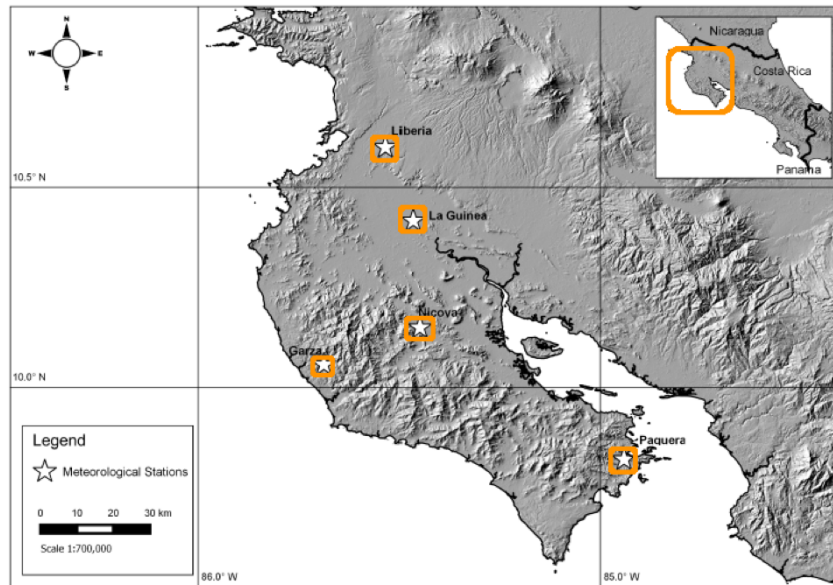 N
W
E
S
Nicaragua
Costa Rica
Panama
Liberia
10.5° N
La Guinea
Nicoya
Garza
10.0° N
Paquera
Legend
Meteorological Stations
0 10 20 30 km
Scale 1:700,000
86.0° W
85.0° W